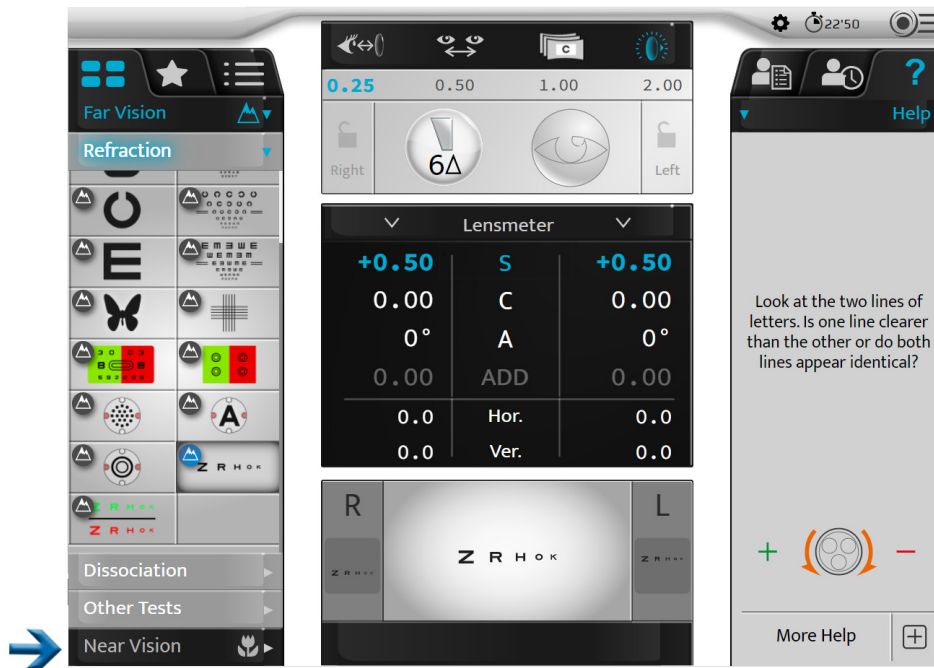 22'50
Far Vision
Refraction
Z R H O K
Z R H O K
Z R H O K
Dissociation
Other Tests
Near Vision
C
0.25 0.50 1.00 2.00
Right
6Δ
Left
Lensmeter
+0.50 S +0.50
0.00 C 0.00
0° A 0°
0.00 ADD 0.00
0.0 Hor. 0.0
0.0 Ver. 0.0
R
L
Z R H O K
Z R H O K
Z R H O K
?
Help
Look at the two lines of
letters. Is one line clearer
than the other or do both
lines appear identical?
+ −
More Help